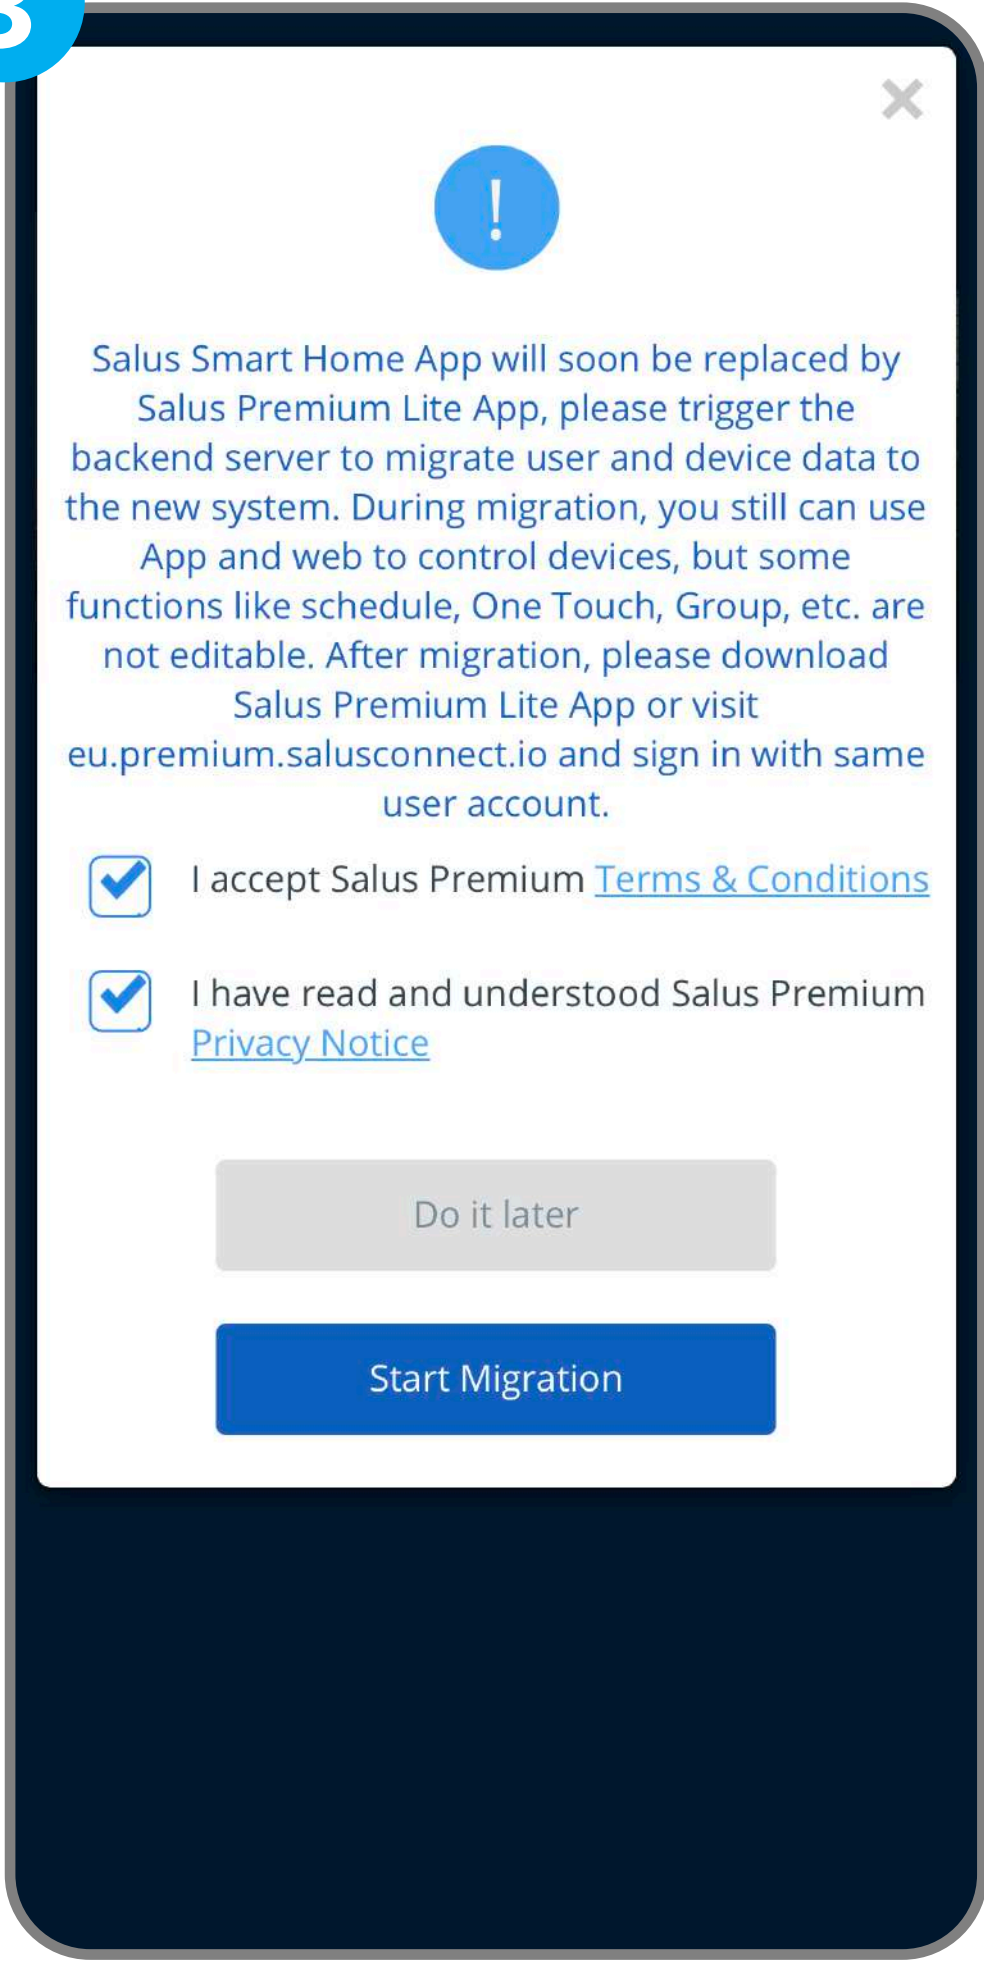 3
!
Salus Smart Home App will soon be replaced by
Salus Premium Lite App, please trigger the
backend server to migrate user and device data to
the new system. During migration, you still can use
App and web to control devices, but some
functions like schedule, One Touch, Group, etc. are
not editable. After migration, please download
Salus Premium Lite App or visit
eu.premium.salusconnect.io and sign in with same
user account.
I accept Salus Premium Terms & Conditions
I have read and understood Salus Premium
Privacy Notice
Do it later
Start Migration